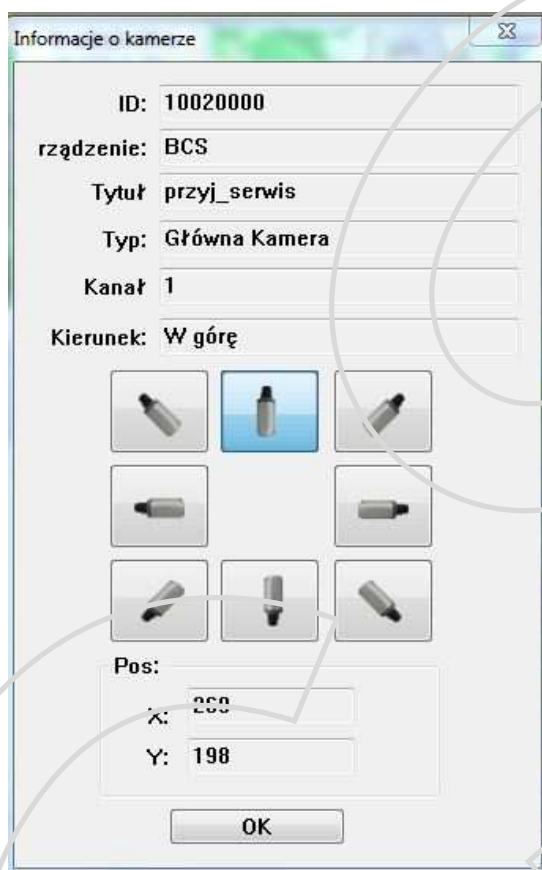 Informacje o kamerze
ID: 10020000
rządzenie: BCS
Tytuł przyj_serwis
Typ: Główna Kamera
Kanał 1
Kierunek: W górę
Pos:
X:
Y: 198
OK